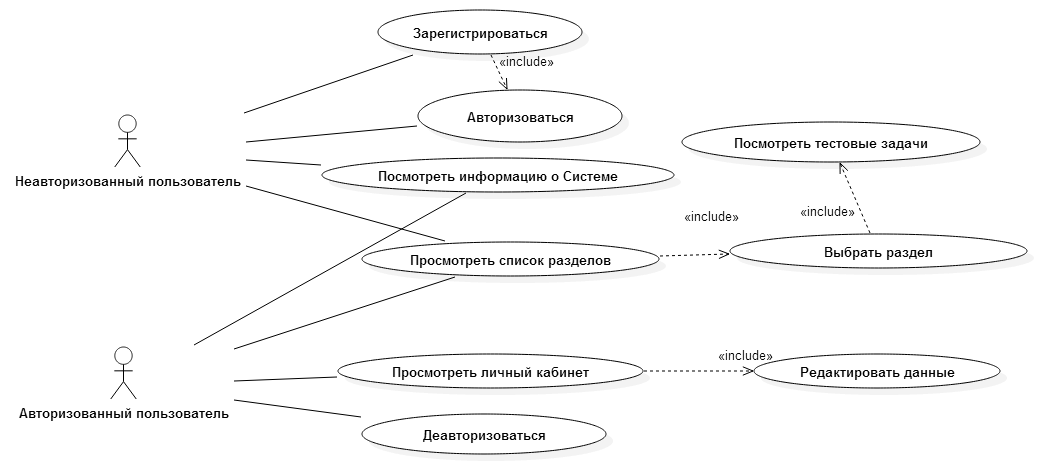 Зарегистрироваться
«include»
Авторизоваться
Посмотреть тестовые задачи
Неавторизованный пользователь
Посмотреть информацию о Системе
«include»
«include»
Просмотреть список разделов
Выбрать раздел
«include»
Просмотреть личный кабинет
Редактировать данные
Авторизованный пользователь
Деавторизоваться